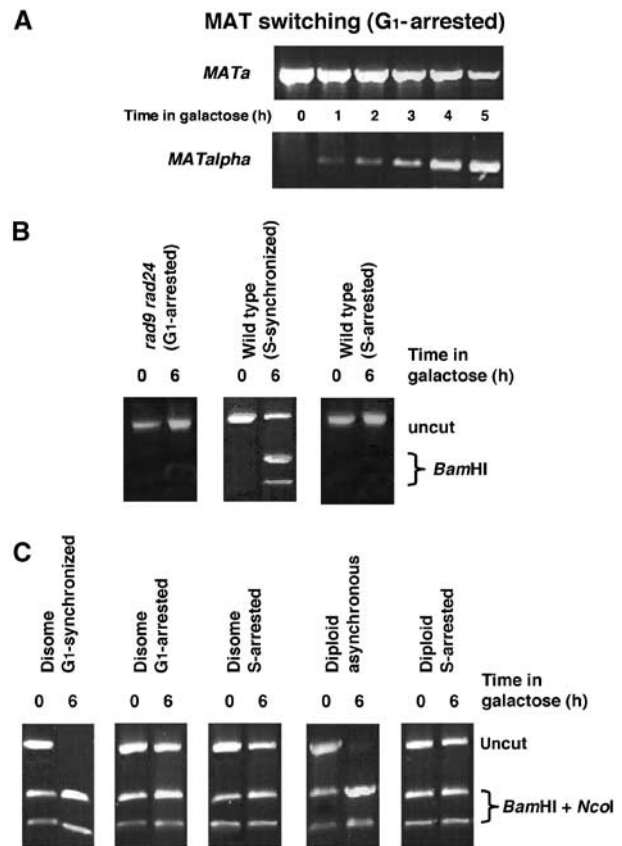 A
MAT switching (G1-arrested)
MATa
Time in galactose (h) 0 1 2 3 4 5
MATalpha
B
rad9 rad24
(G1-arrested)
Wild type
(S-synchronized)
Wild type
(S-arrested)
Time in
0 6 0 6 0 6 galactose (h)
uncut
BamHI
C
Disome
G1-synchronized
Disome
G1-arrested
Disome
S-arrested
Diploid
asynchronous
Diploid
S-arrested
Time in
0 6 0 6 0 6 0 6 0 6 galactose (h)
Uncut
BamHI + NcoI